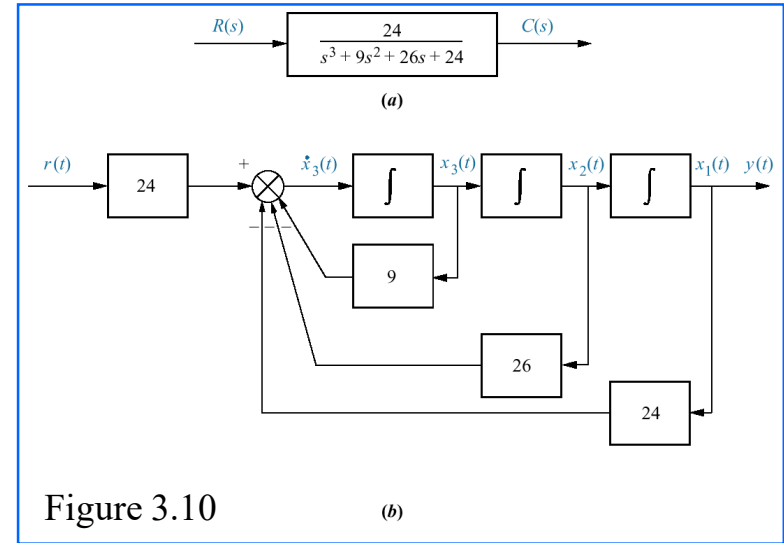 R(s)
24
s³ + 9s² + 26s + 24
C(s)
(a)
r(t)
24
+
ẋ₃(t)
∫
x₃(t)
∫
x₂(t)
∫
x₁(t)
y(t)
− − −
9
26
24
Figure 3.10
(b)